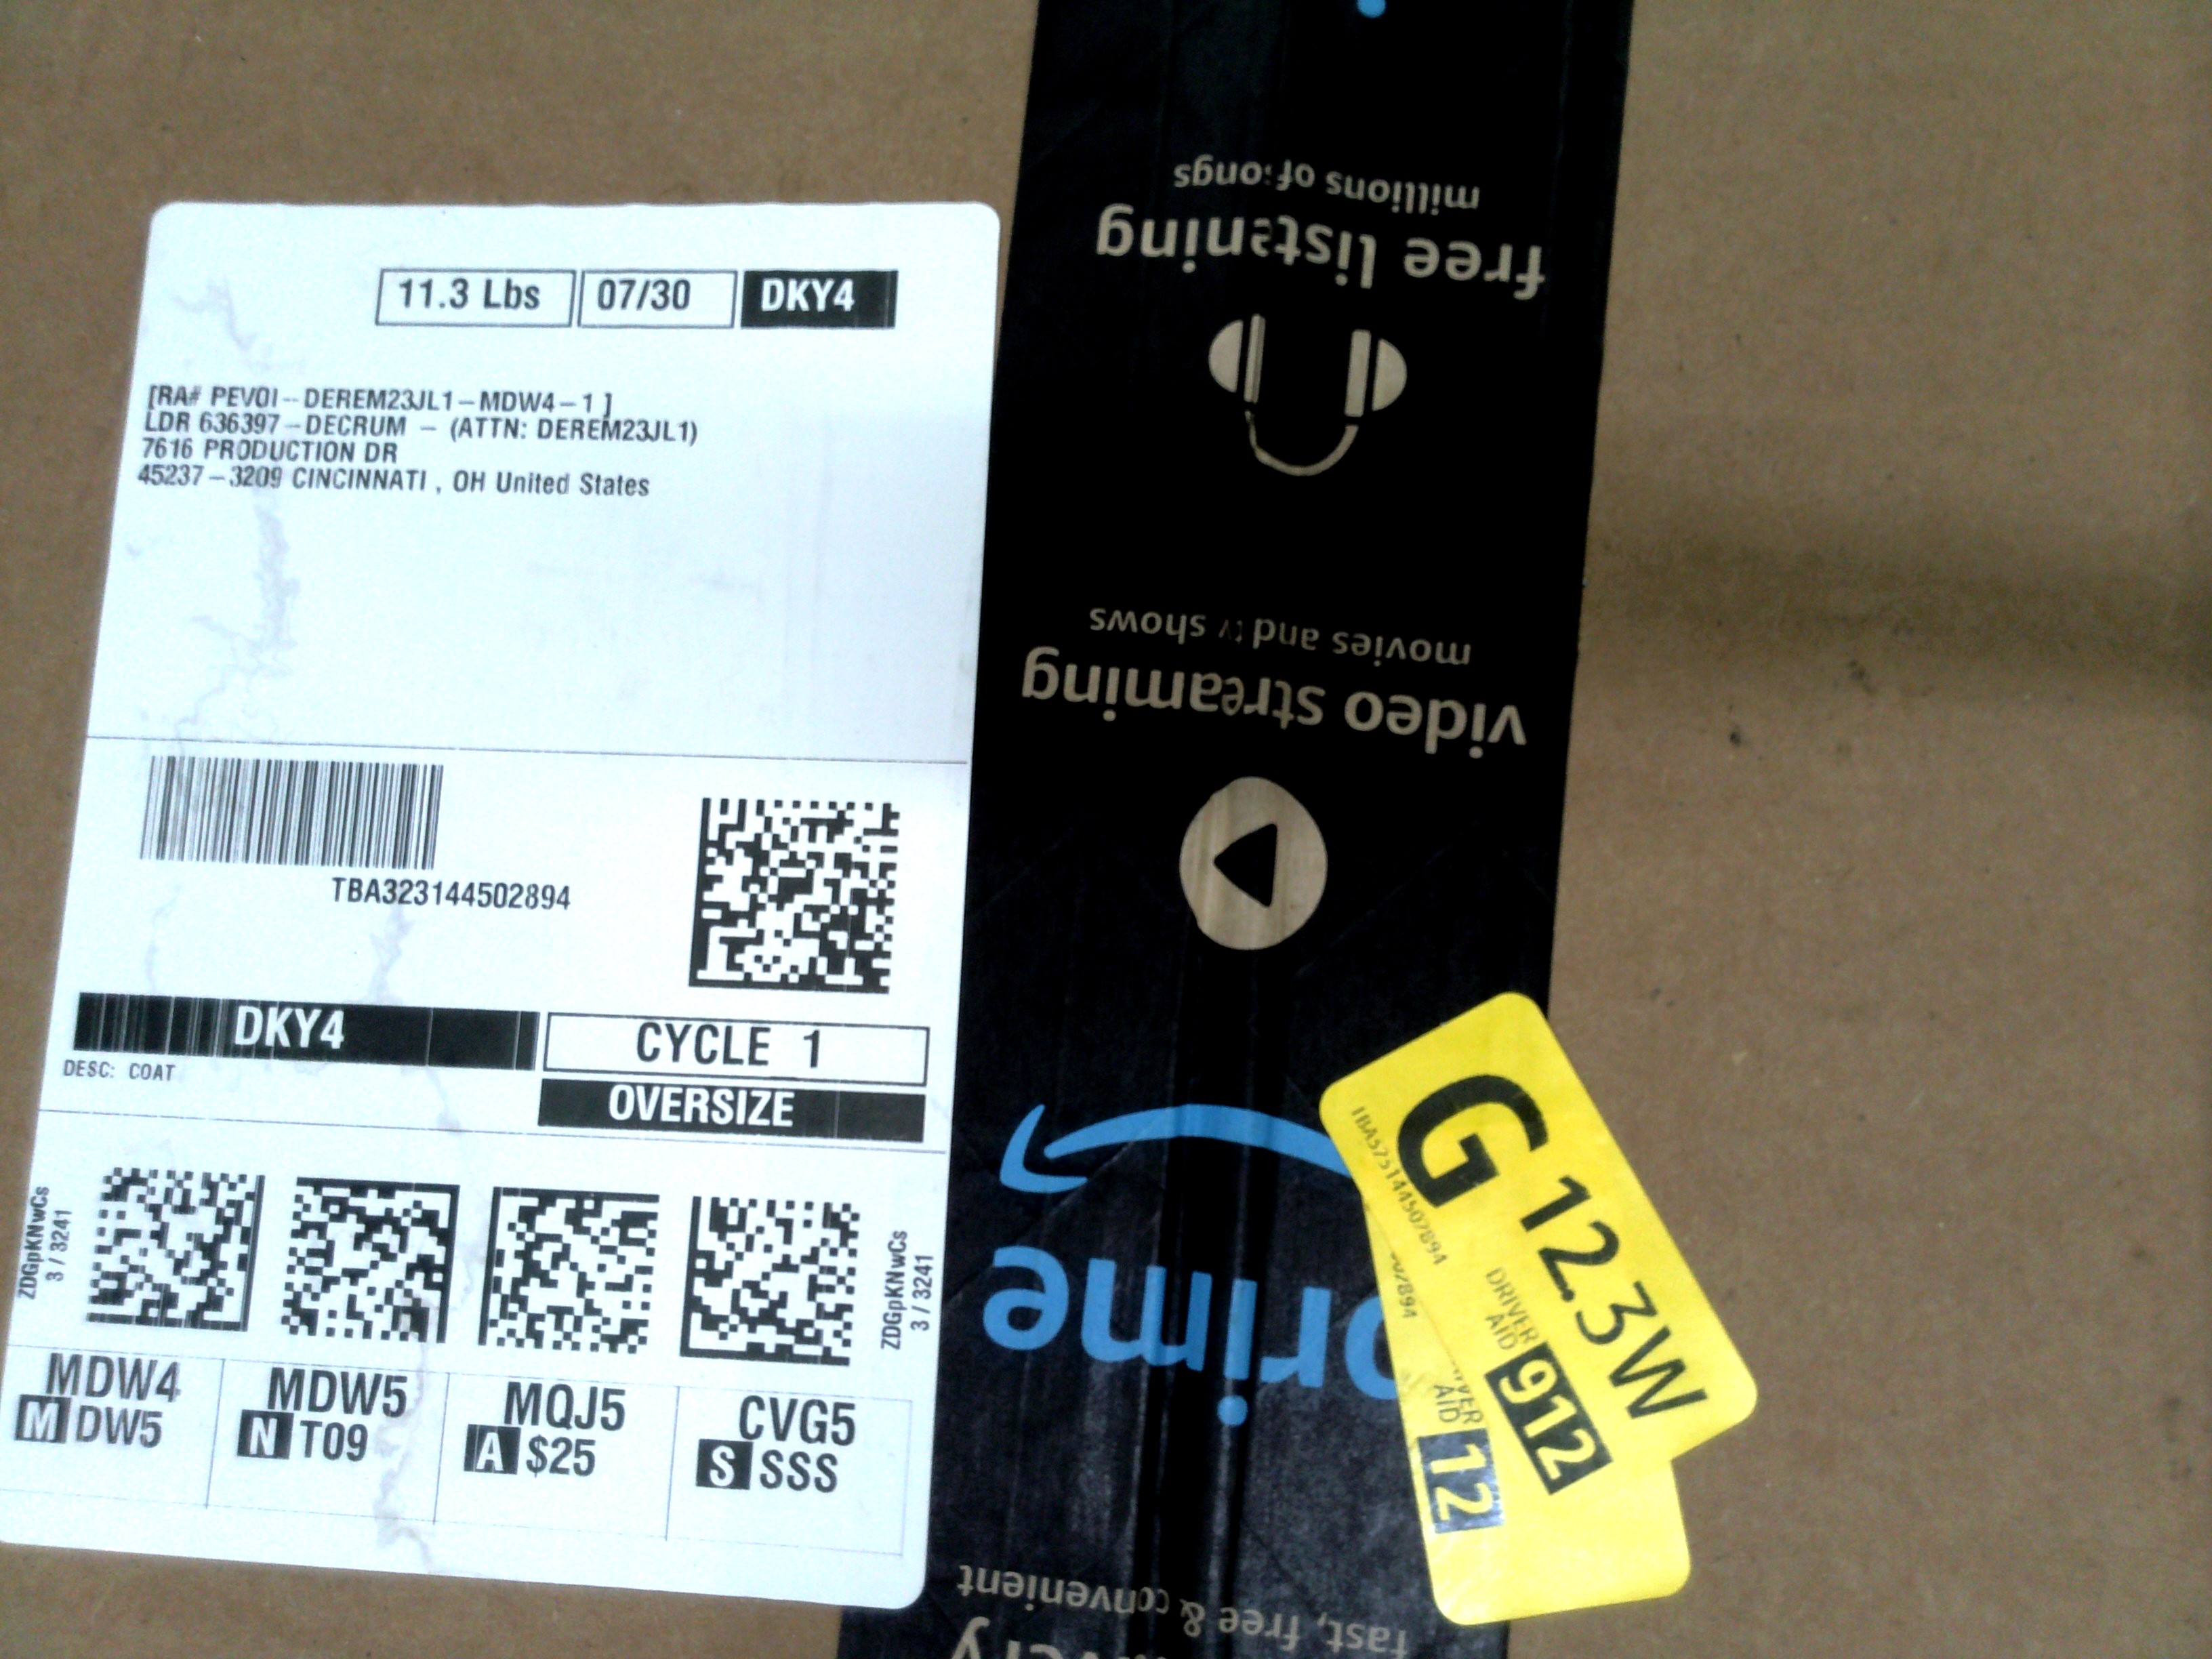 11.3 Lbs 07/30 DKY4
[RA# PEVOI-DEREM23JL1-MDW4-1 ]
LDR 636397-DECRUM - (ATTN: DEREM23JL1)
7616 PRODUCTION DR
45237-3209 CINCINNATI , OH United States
TBA323144502894
DKY4
CYCLE 1
DESC: COAT
OVERSIZE
ZDGpKNwCs
3 / 3241
ZDGpKNwCs
3 / 3241
MDW4
M DW5
MDW5
N T09
MQJ5
A $25
CVG5
S SSS
fast, free & convenient
prime
video streaming
movies and tv shows
free listening
millions of songs
G 123W
DRIVER
AID
912
AID
12